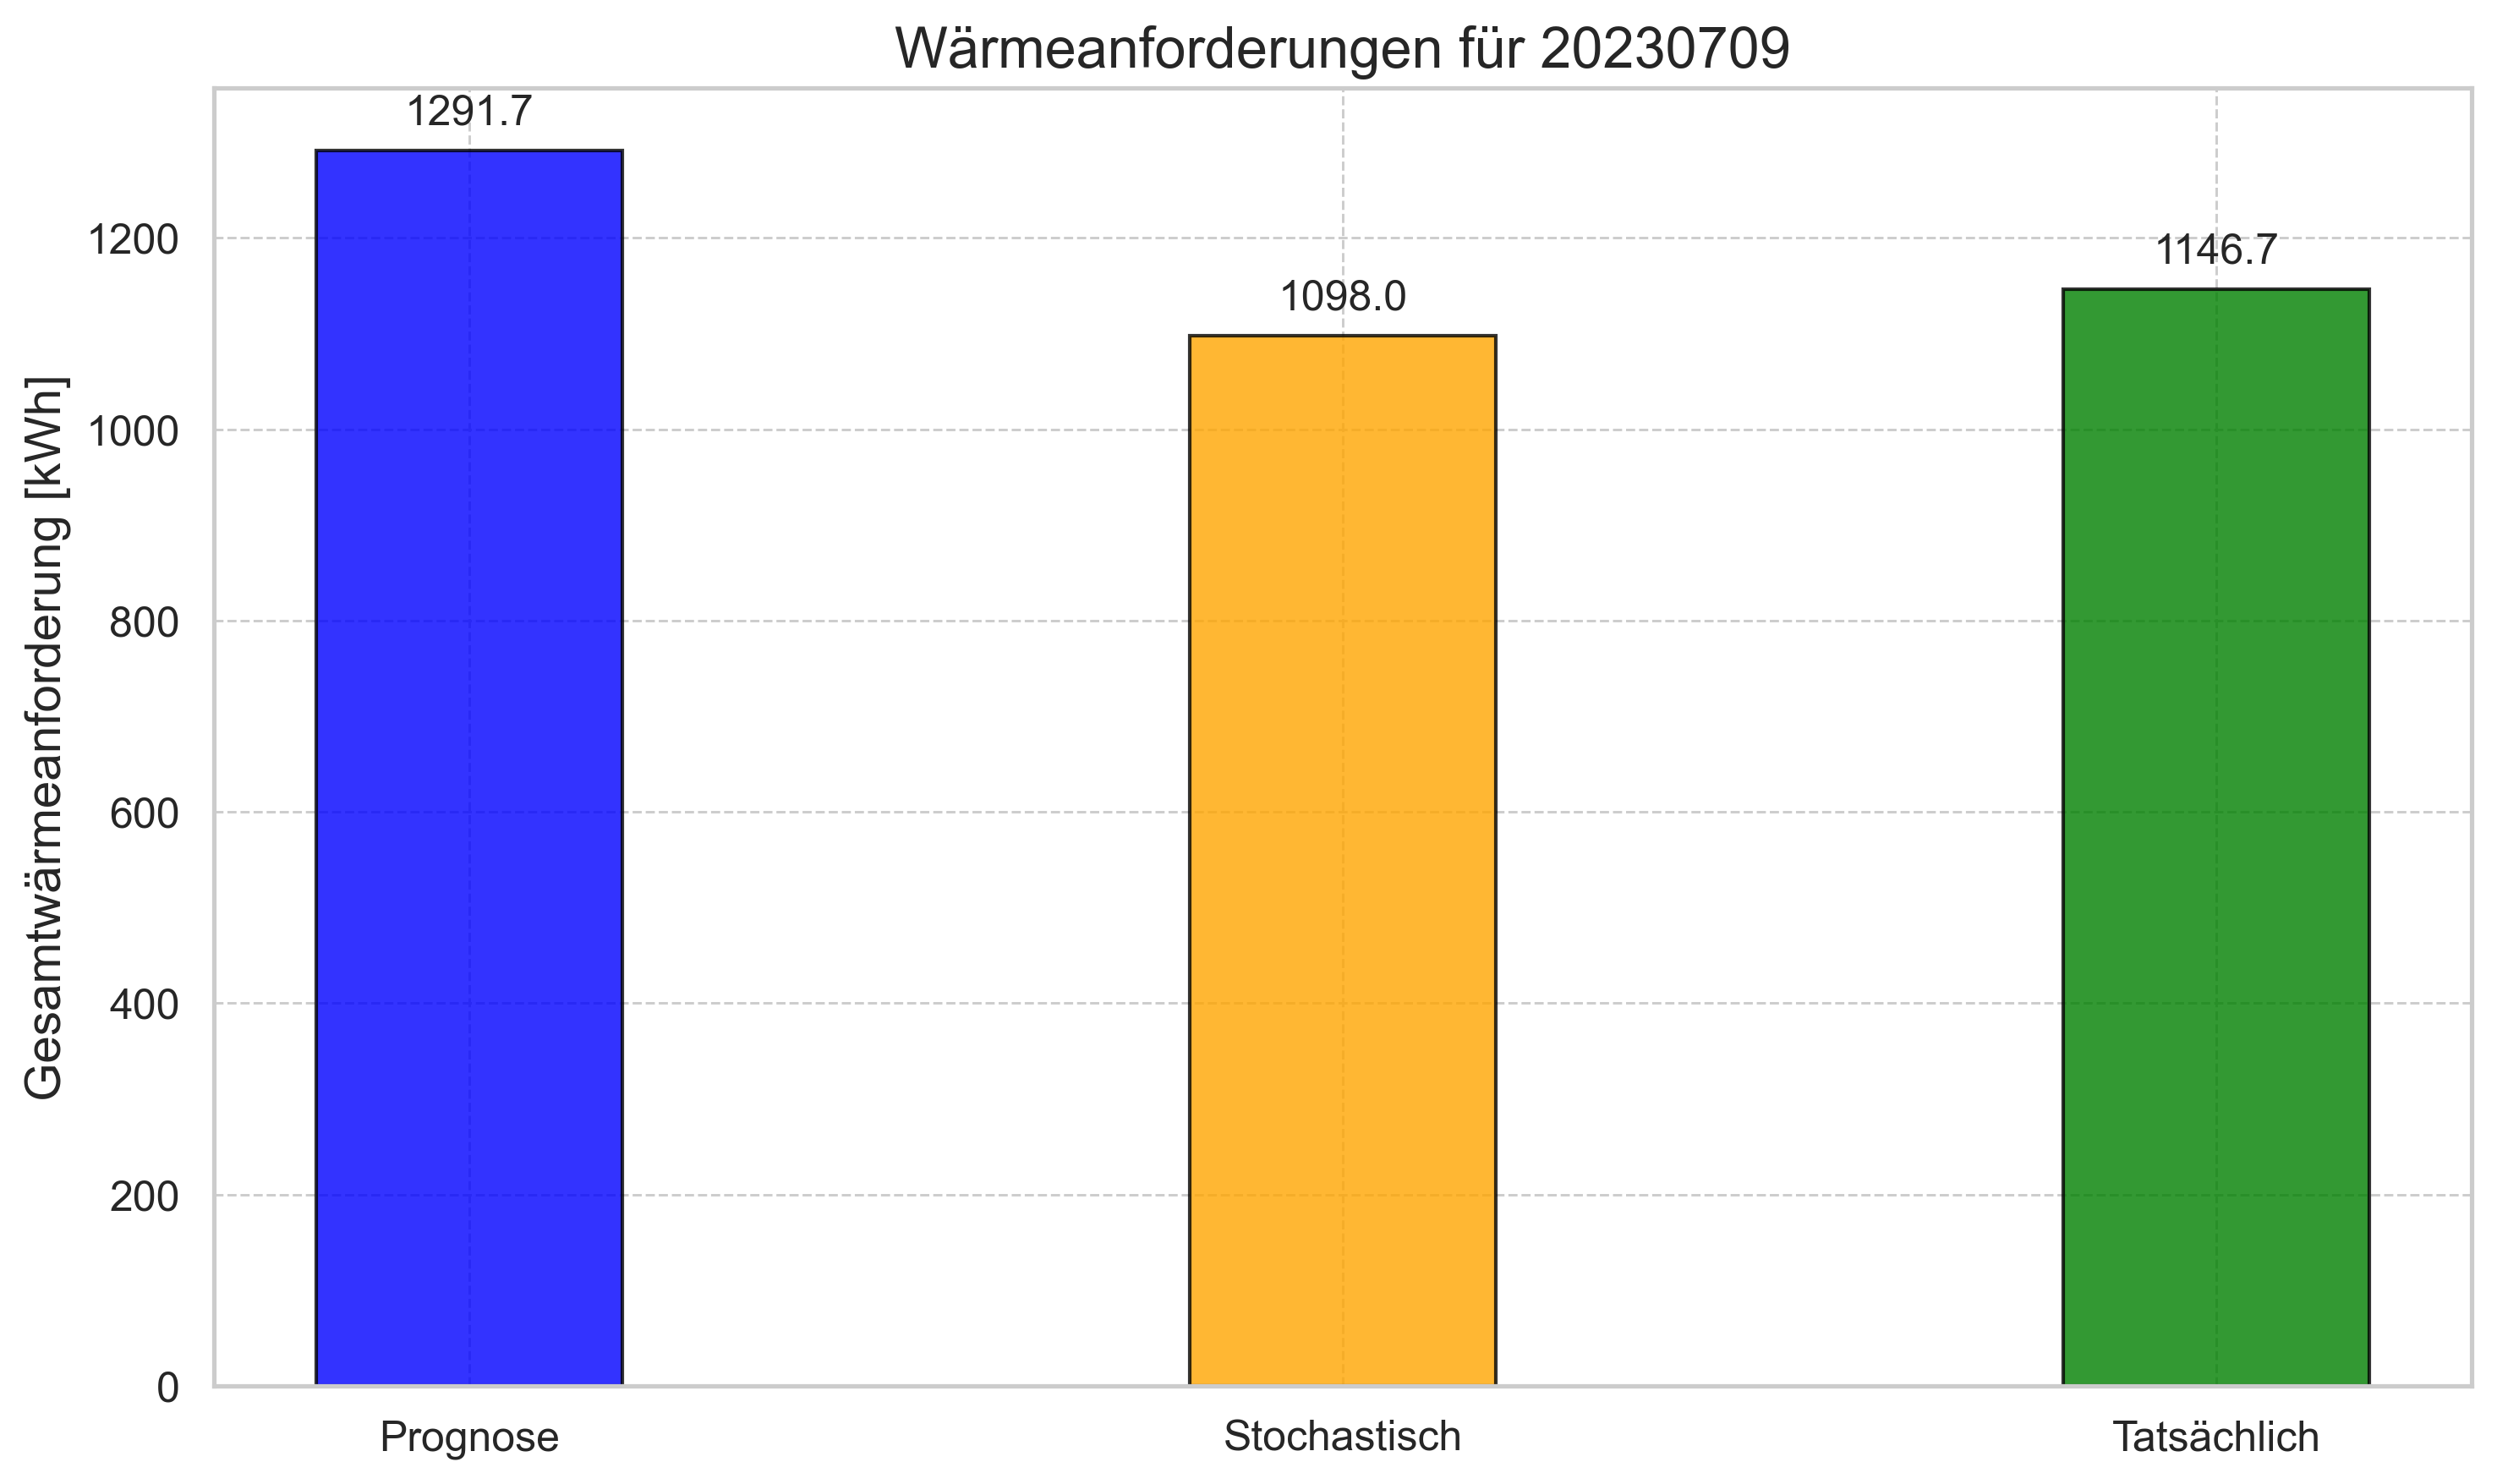 Wärmeanforderungen für 20230709
Gesamtwärmeanforderung [kWh]
1200
1000
800
600
400
200
0
1291.7
1098.0
1146.7
Prognose
Stochastisch
Tatsächlich